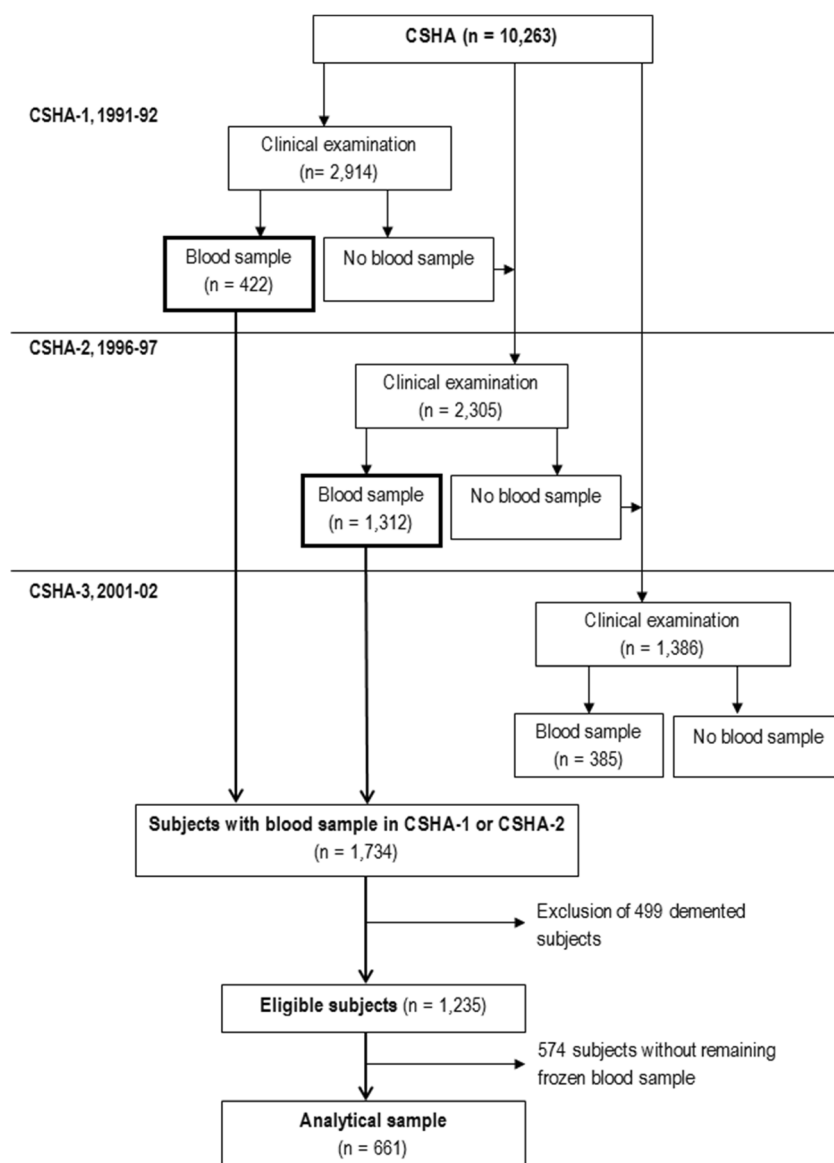 CSHA (n = 10,263)
CSHA-1, 1991-92
Clinical examination
(n= 2,914)
Blood sample
(n = 422)
No blood sample
CSHA-2, 1996-97
Clinical examination
(n = 2,305)
Blood sample
(n = 1,312)
No blood sample
CSHA-3, 2001-02
Clinical examination
(n = 1,386)
Blood sample
(n = 385)
No blood sample
Subjects with blood sample in CSHA-1 or CSHA-2
(n = 1,734)
Exclusion of 499 demented
subjects
Eligible subjects (n = 1,235)
574 subjects without remaining
frozen blood sample
Analytical sample
(n = 661)